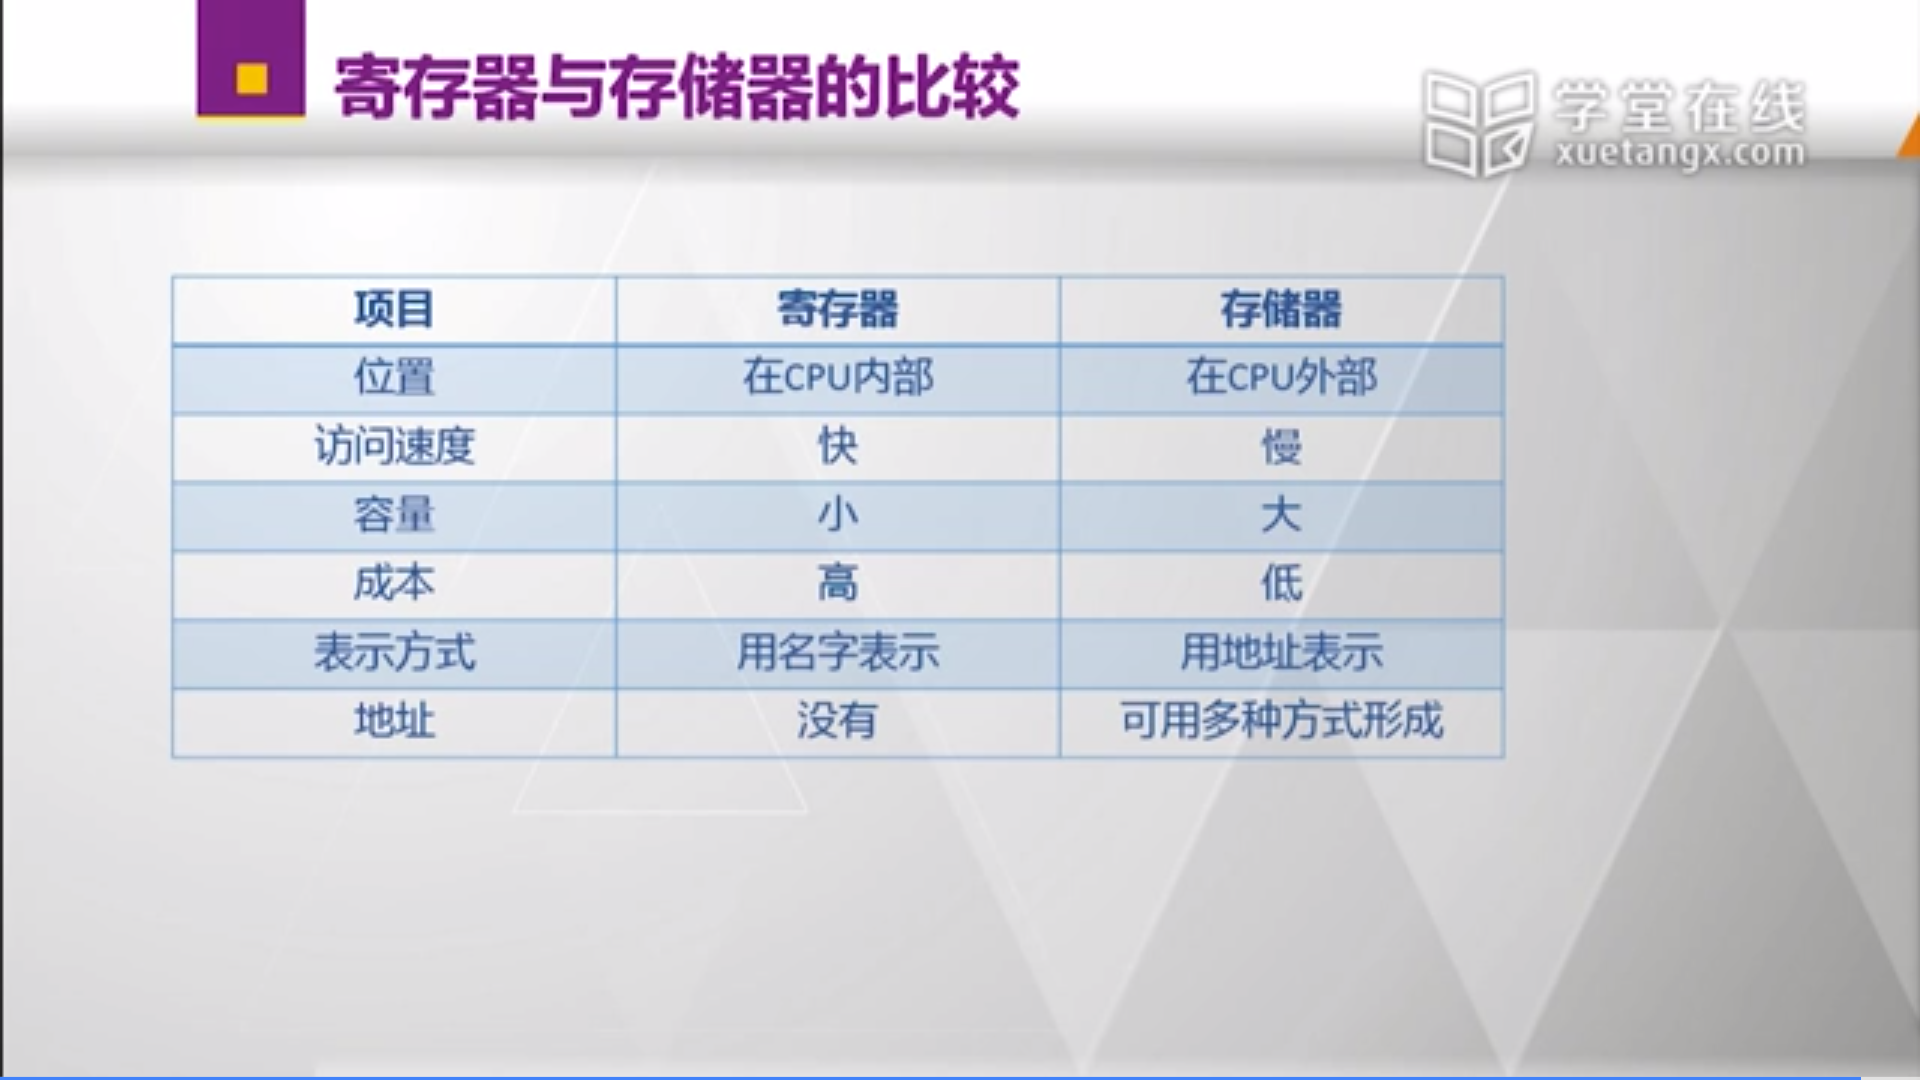 寄存器与存储器的比较
学堂在线
xuetangx.com
项目 寄存器 存储器
位置 在CPU内部 在CPU外部
访问速度 快 慢
容量 小 大
成本 高 低
表示方式 用名字表示 用地址表示
地址 没有 可用多种方式形成